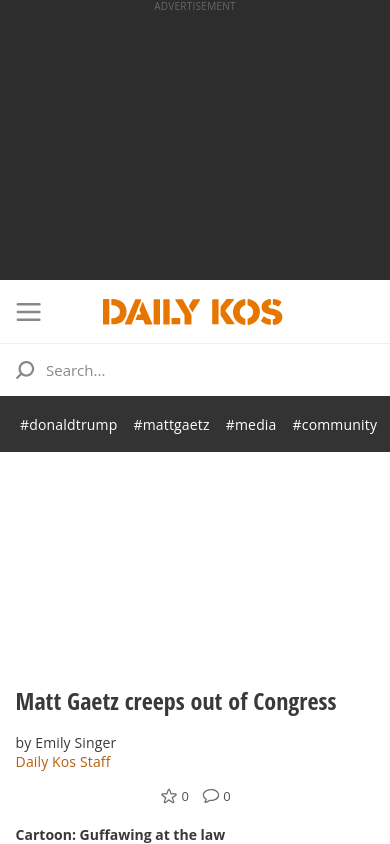 ADVERTISEMENT
DAILY KOS
Search...
#donaldtrump #mattgaetz #media #community
Matt Gaetz creeps out of Congress
by Emily Singer
Daily Kos Staff
0 0
Cartoon: Guffawing at the law